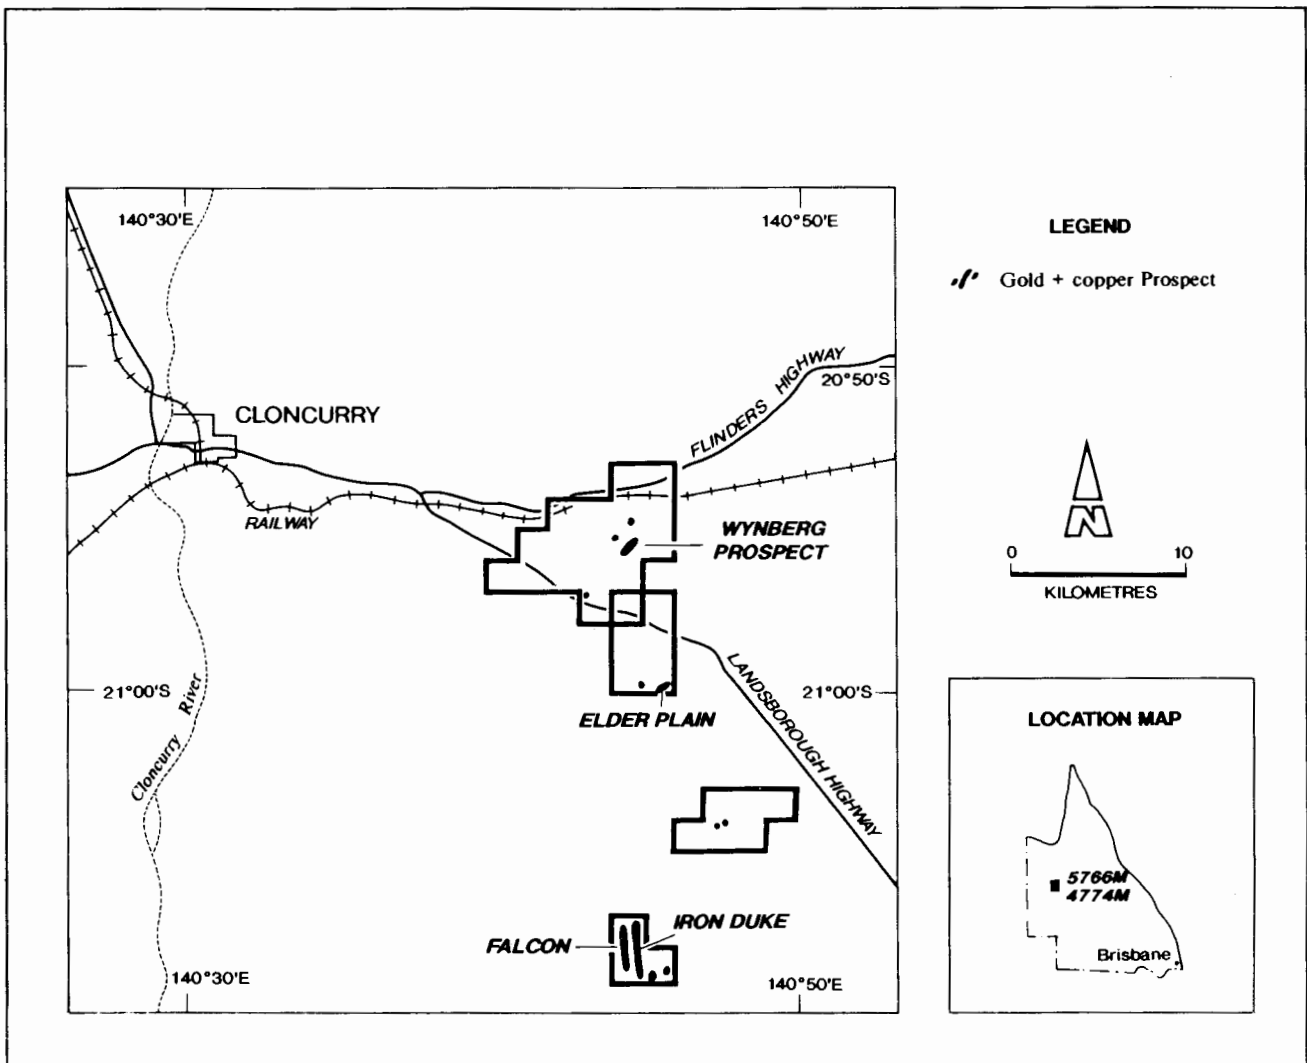 140°30'E
140°50'E
LEGEND
Gold + copper Prospect
FLINDERS HIGHWAY
20°50'S
CLONCURRY
RAILWAY
WYNBERG
PROSPECT
N
0 10
KILOMETRES
21°00'S
21°00'S
Cloncurry River
ELDER PLAIN
LANDSBOROUGH HIGHWAY
LOCATION MAP
5766M
4774M
Brisbane
IRON DUKE
FALCON
140°30'E
140°50'E